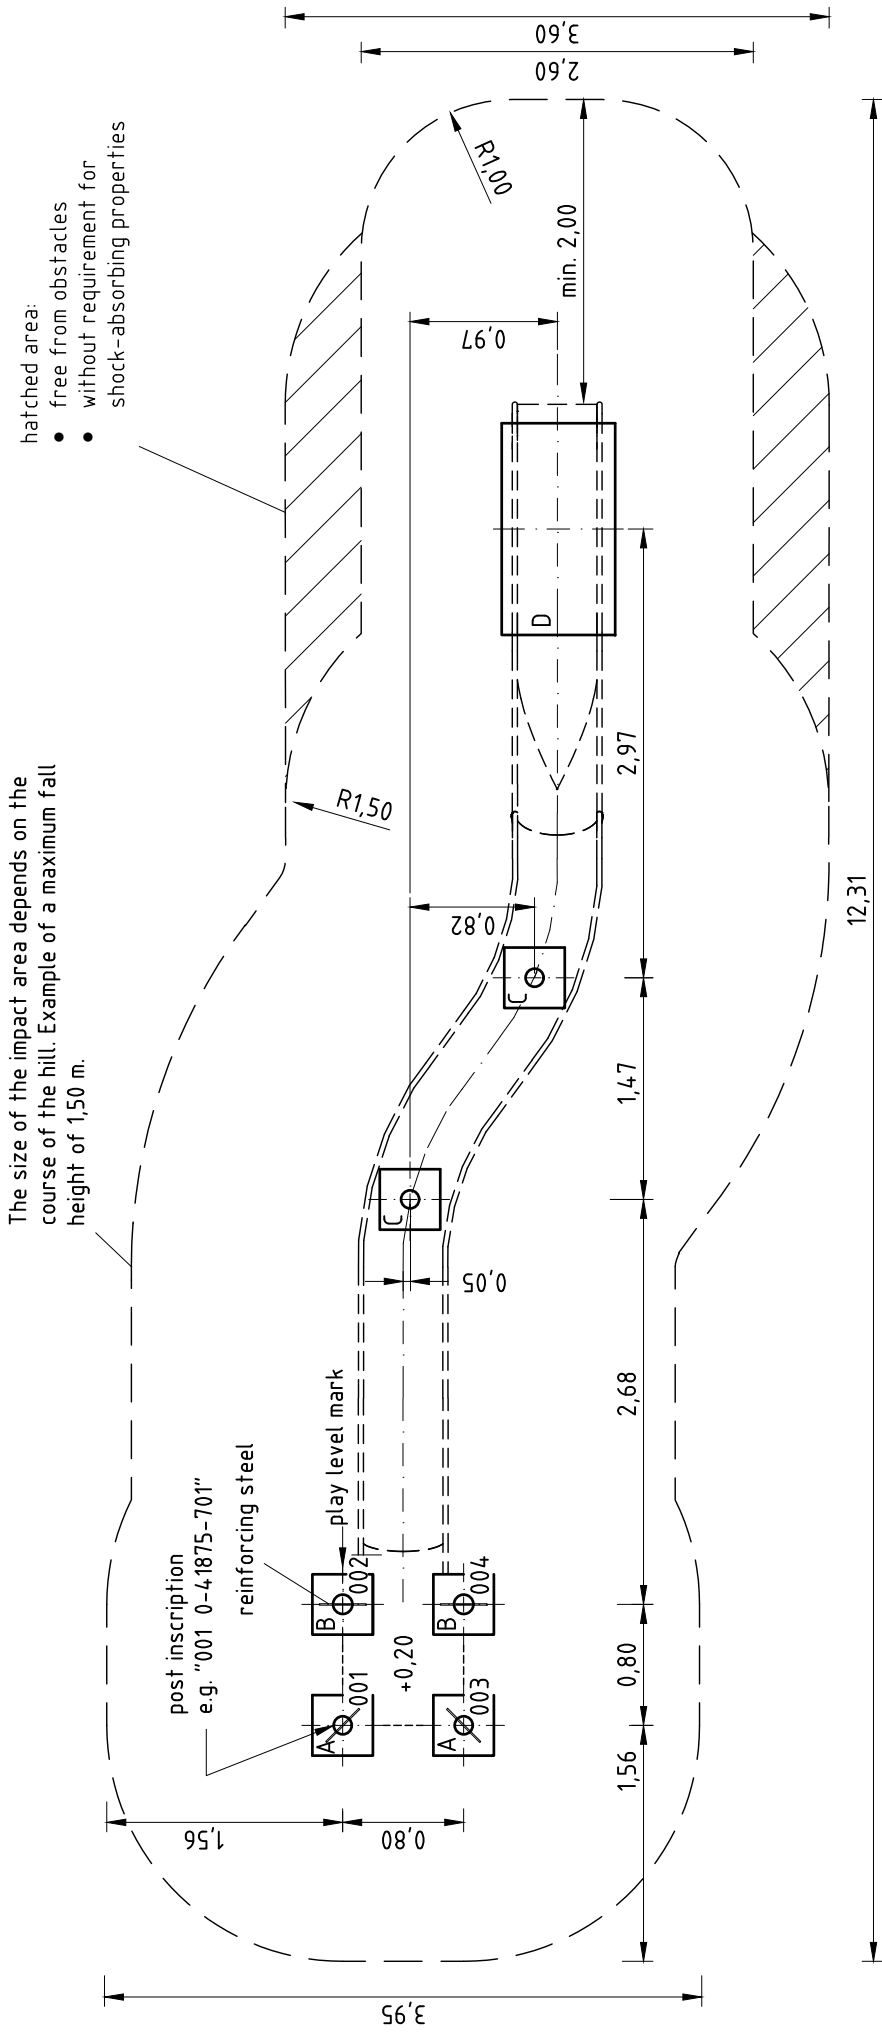 The size of the impact area depends on the
course of the hill. Example of a maximum fall
height of 1,50 m.
hatched area:
• free from obstacles
• without requirement for
shock-absorbing properties
post inscription
e.g. "001 0-41875-701"
reinforcing steel
play level mark
R1,50
R1,00
min. 2,00
3,60
2,60
0,97
0,82
0,05
D
C
C
B
002
B
004
A
001
A
003
+0,20
1,56
0,80
3,95
1,56
0,80
2,68
1,47
2,97
12,31